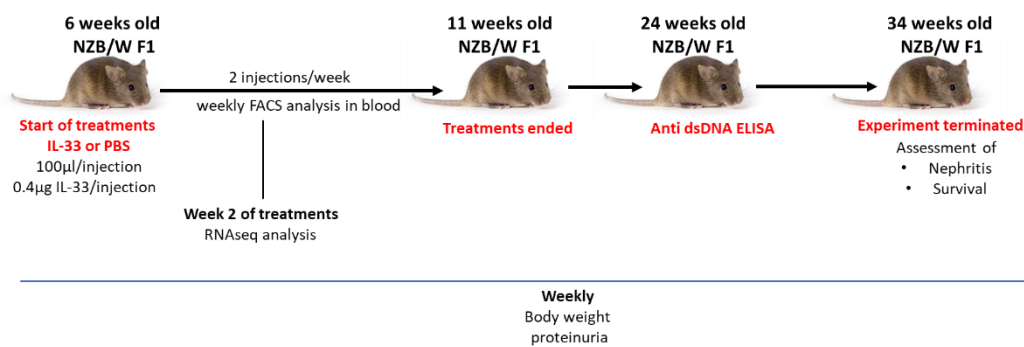 6 weeks old
NZB/W F1
11 weeks old
NZB/W F1
24 weeks old
NZB/W F1
34 weeks old
NZB/W F1
2 injections/week
weekly FACS analysis in blood
Start of treatments
IL-33 or PBS
100µl/injection
0.4µg IL-33/injection
Treatments ended
Anti dsDNA ELISA
Experiment terminated
Assessment of
• Nephritis
• Survival
Week 2 of treatments
RNAseq analysis
Weekly
Body weight
proteinuria